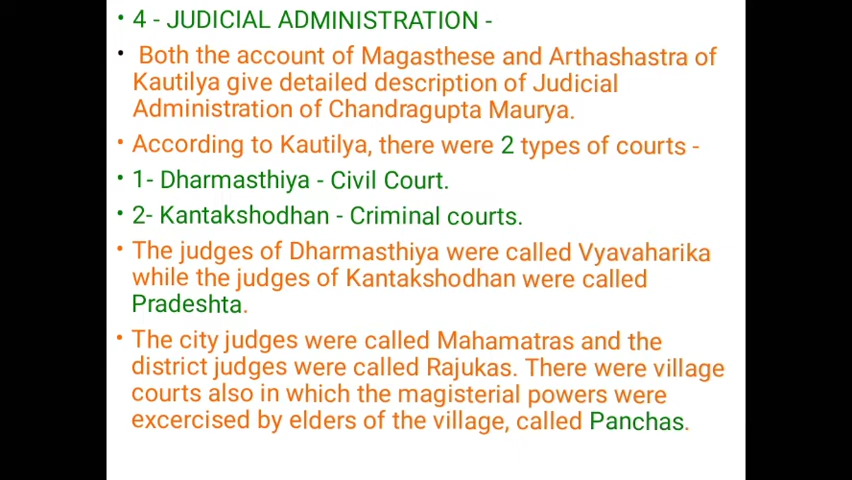 • 4 - JUDICIAL ADMINISTRATION -
• Both the account of Magasthese and Arthashastra of
Kautilya give detailed description of Judicial
Administration of Chandragupta Maurya.
• According to Kautilya, there were 2 types of courts -
• 1- Dharmasthiya - Civil Court.
• 2- Kantakshodhan - Criminal courts.
• The judges of Dharmasthiya were called Vyavaharika
while the judges of Kantakshodhan were called
Pradeshta.
• The city judges were called Mahamatras and the
district judges were called Rajukas. There were village
courts also in which the magisterial powers were
excercised by elders of the village, called Panchas.